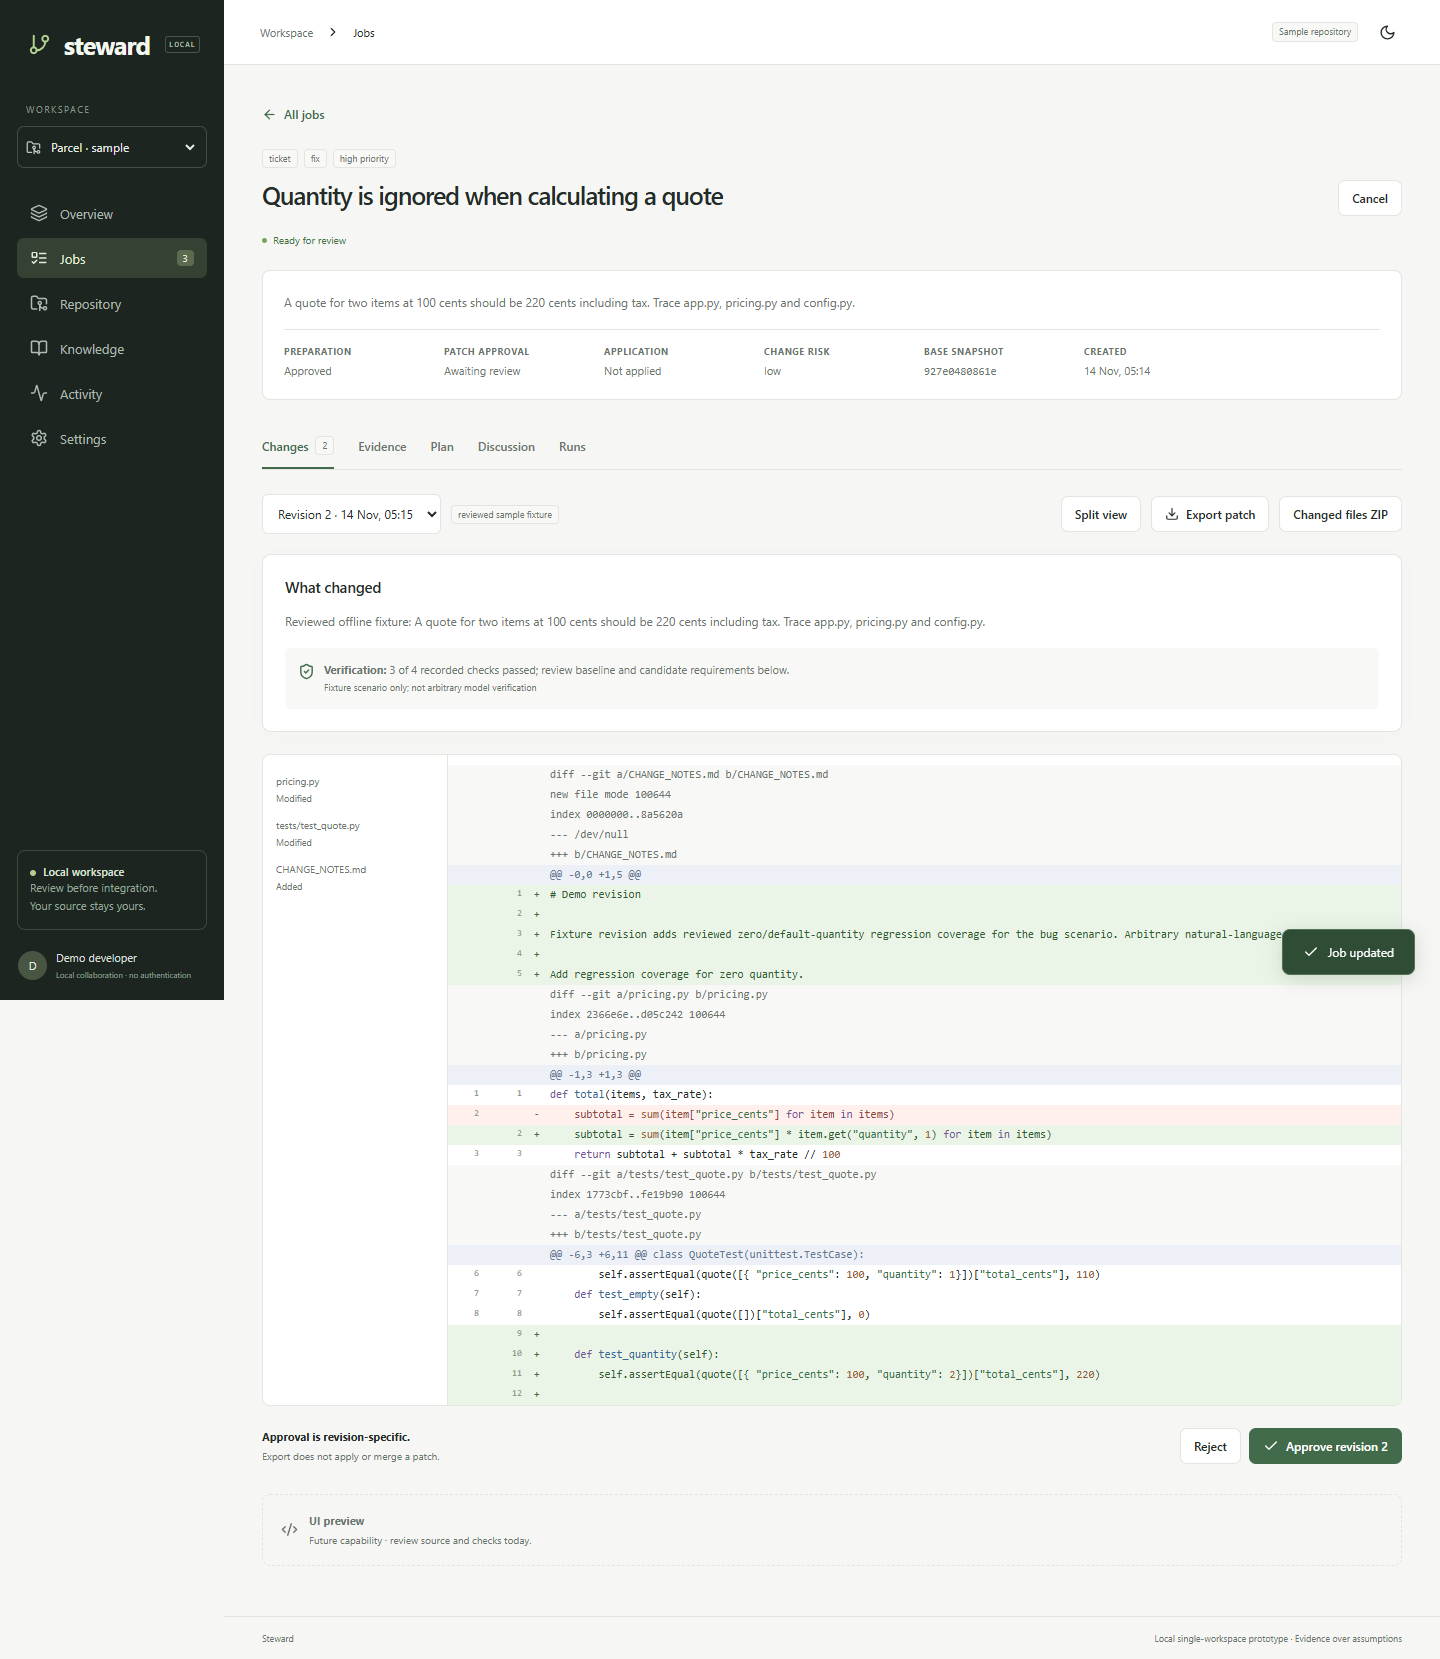 steward LOCAL
WORKSPACE
Parcel · sample
Overview
Jobs 3
Repository
Knowledge
Activity
Settings
Local workspace
Review before integration.
Your source stays yours.
D
Demo developer
Local collaboration · no authentication
Workspace > Jobs
Sample repository
All jobs
ticket fix high priority
Quantity is ignored when calculating a quote
Cancel
Ready for review
A quote for two items at 100 cents should be 220 cents including tax. Trace app.py, pricing.py and config.py.
PREPARATION PATCH APPROVAL APPLICATION CHANGE RISK BASE SNAPSHOT CREATED
Approved Awaiting review Not applied low 927e0480861e 14 Nov, 05:14
Changes 2 Evidence Plan Discussion Runs
Revision 2 · 14 Nov, 05:15 reviewed sample fixture Split view Export patch Changed files ZIP
What changed
Reviewed offline fixture: A quote for two items at 100 cents should be 220 cents including tax. Trace app.py, pricing.py and config.py.
Verification: 3 of 4 recorded checks passed; review baseline and candidate requirements below.
Fixture scenario only; not arbitrary model verification
pricing.py
Modified
tests/test_quote.py
Modified
CHANGE_NOTES.md
Added
diff --git a/CHANGE_NOTES.md b/CHANGE_NOTES.md
new file mode 100644
index 0000000..8a5620a
--- /dev/null
+++ b/CHANGE_NOTES.md
@@ -0,0 +1,5 @@
1 + # Demo revision
2 +
3 + Fixture revision adds reviewed zero/default-quantity regression coverage for the bug scenario. Arbitrary natural-language
4 +
5 + Add regression coverage for zero quantity.
diff --git a/pricing.py b/pricing.py
index 2366e6e..d05c242 100644
--- a/pricing.py
+++ b/pricing.py
@@ -1,3 +1,3 @@
1 1 def total(items, tax_rate):
2 - subtotal = sum(item["price_cents"] for item in items)
2 + subtotal = sum(item["price_cents"] * item.get("quantity", 1) for item in items)
3 3 return subtotal + subtotal * tax_rate // 100
diff --git a/tests/test_quote.py b/tests/test_quote.py
index 1773cbf..fe19b90 100644
--- a/tests/test_quote.py
+++ b/tests/test_quote.py
@@ -6,3 +6,11 @@ class QuoteTest(unittest.TestCase):
6 6 self.assertEqual(quote([{ "price_cents": 100, "quantity": 1}])["total_cents"], 110)
7 7 def test_empty(self):
8 8 self.assertEqual(quote([])["total_cents"], 0)
9 +
10 + def test_quantity(self):
11 + self.assertEqual(quote([{ "price_cents": 100, "quantity": 2}])["total_cents"], 220)
12 +
Job updated
Approval is revision-specific.
Export does not apply or merge a patch.
Reject Approve revision 2
UI preview
Future capability · review source and checks today.
Steward
Local single-workspace prototype · Evidence over assumptions